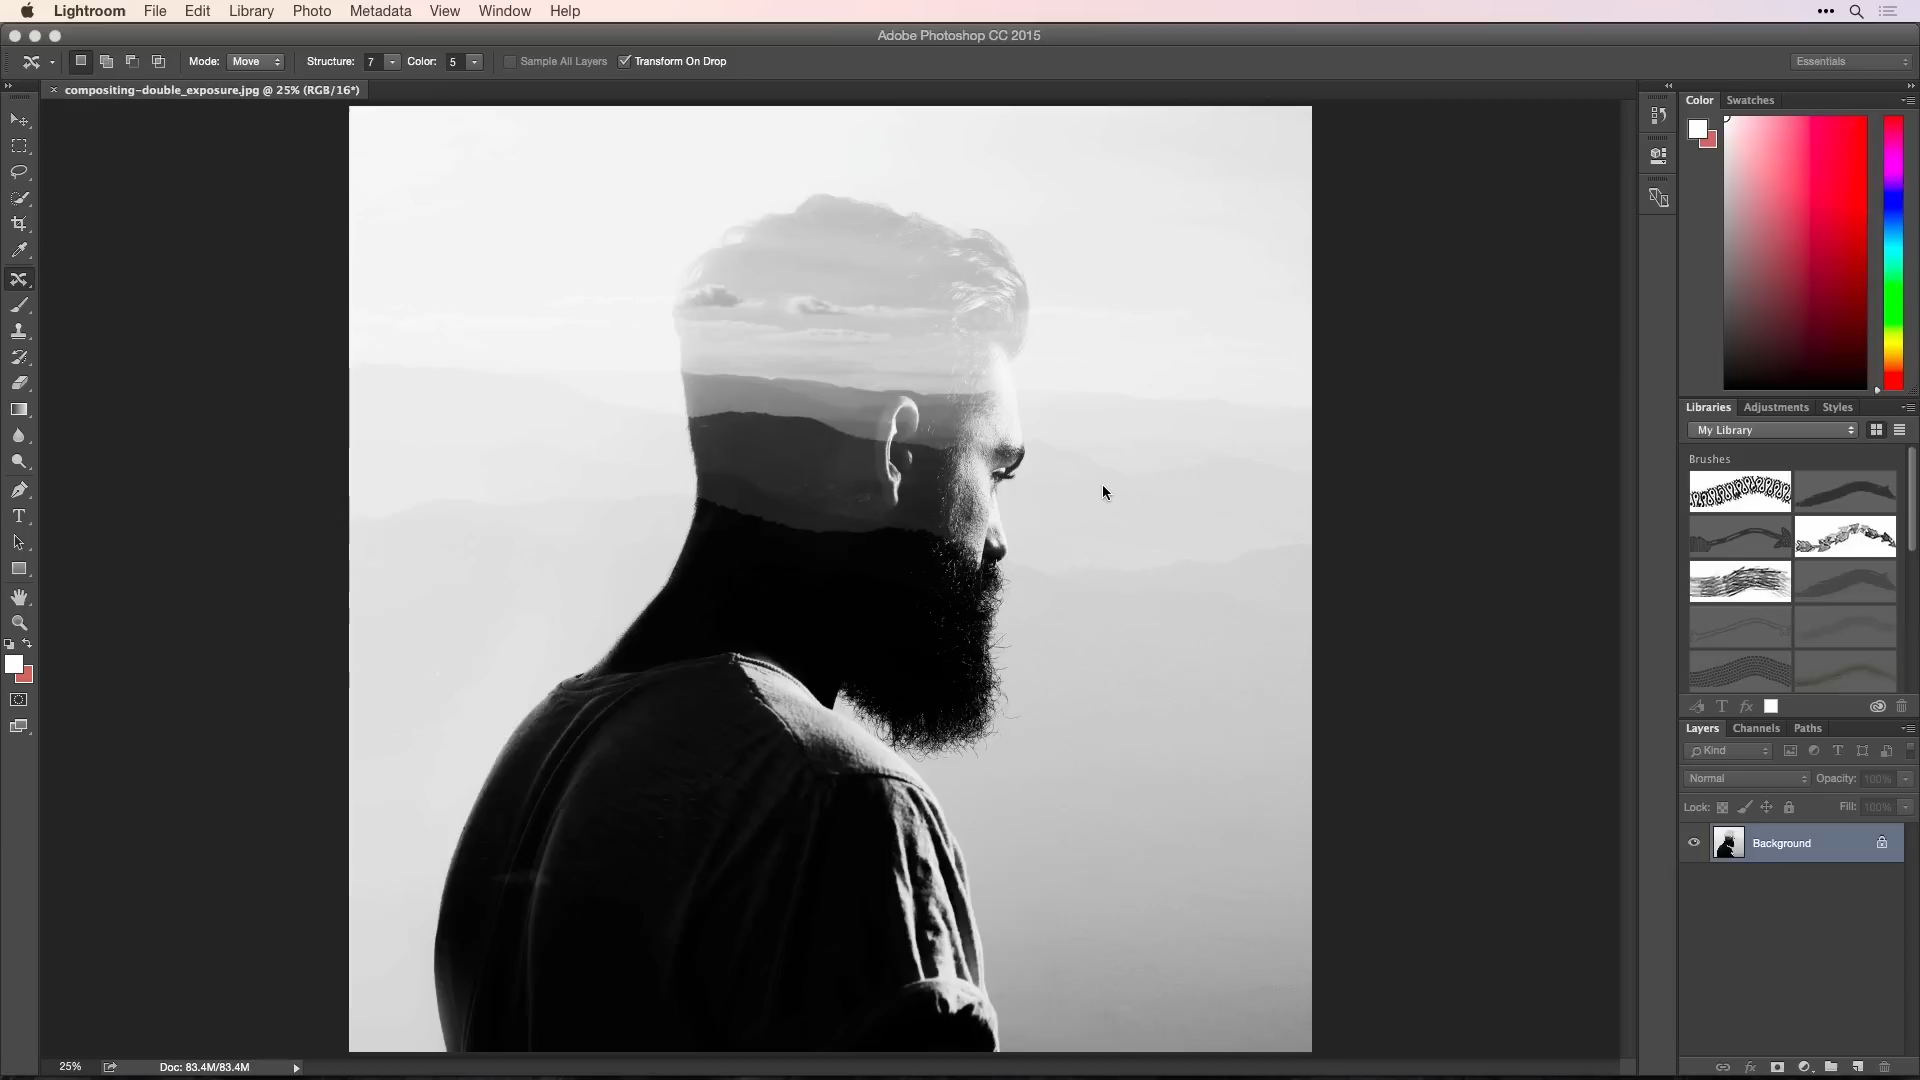 Lightroom File Edit Library Photo Metadata View Window Help
Adobe Photoshop CC 2015
Mode: Move Structure: 7 Color: 5 Sample All Layers Transform On Drop Essentials
compositing-double_exposure.jpg @ 25% (RGB/16*)
Color Swatches
Libraries Adjustments Styles
My Library
Brushes
T fx
Layers Channels Paths
Kind T
Normal Opacity: 100%
Lock: Fill: 100%
Background
25% Doc: 83.4M/83.4M
fx